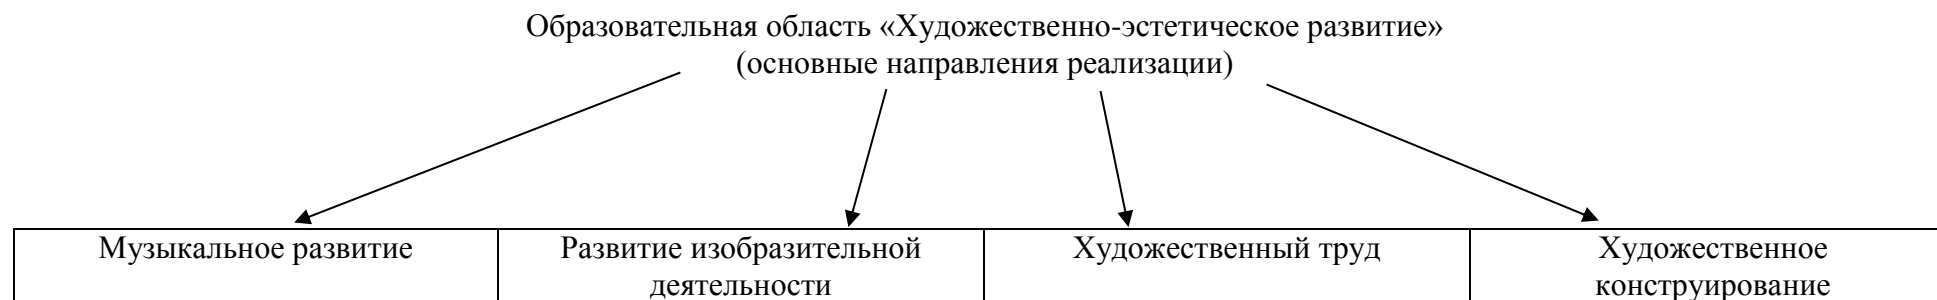 Образовательная область «Художественно-эстетическое развитие»
(основные направления реализации)
Музыкальное развитие
Развитие изобразительной
деятельности
Художественный труд
Художественное
конструирование